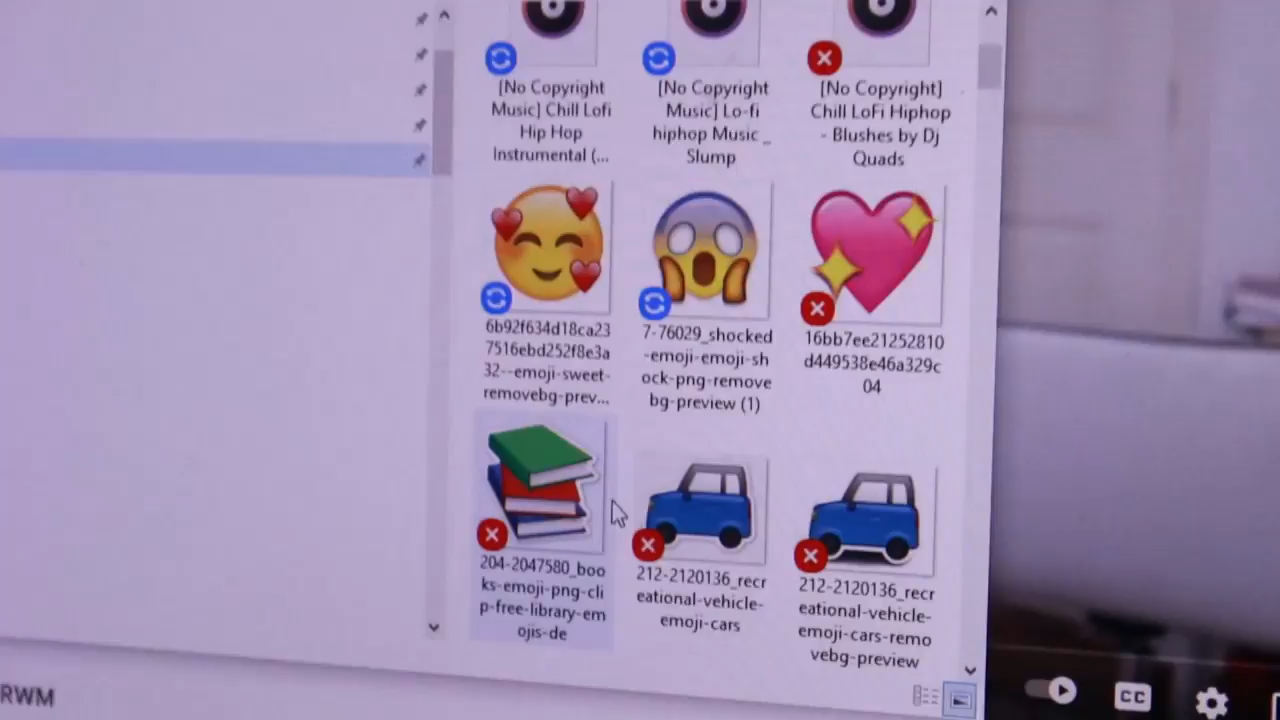 [No Copyright
Music] Chill Lofi
Hip Hop
Instrumental (...
[No Copyright
Music] Lo-fi
hiphop Music _
Slump
[No Copyright]
Chill LoFi Hiphop
- Blushes by Dj
Quads
6b92f634d18ca23
7516ebd252f8e3a
32--emoji-sweet-
removebg-prev...
7-76029_shocked
-emoji-emoji-sh
ock-png-remove
bg-preview (1)
16bb7ee21252810
d449538e46a329c
04
204-2047580_boo
ks-emoji-png-cli
p-free-library-em
ojis-de
212-2120136_recr
eational-vehicle-
emoji-cars
212-2120136_recr
eational-vehicle-
emoji-cars-remo
vebg-preview
RWM
CC